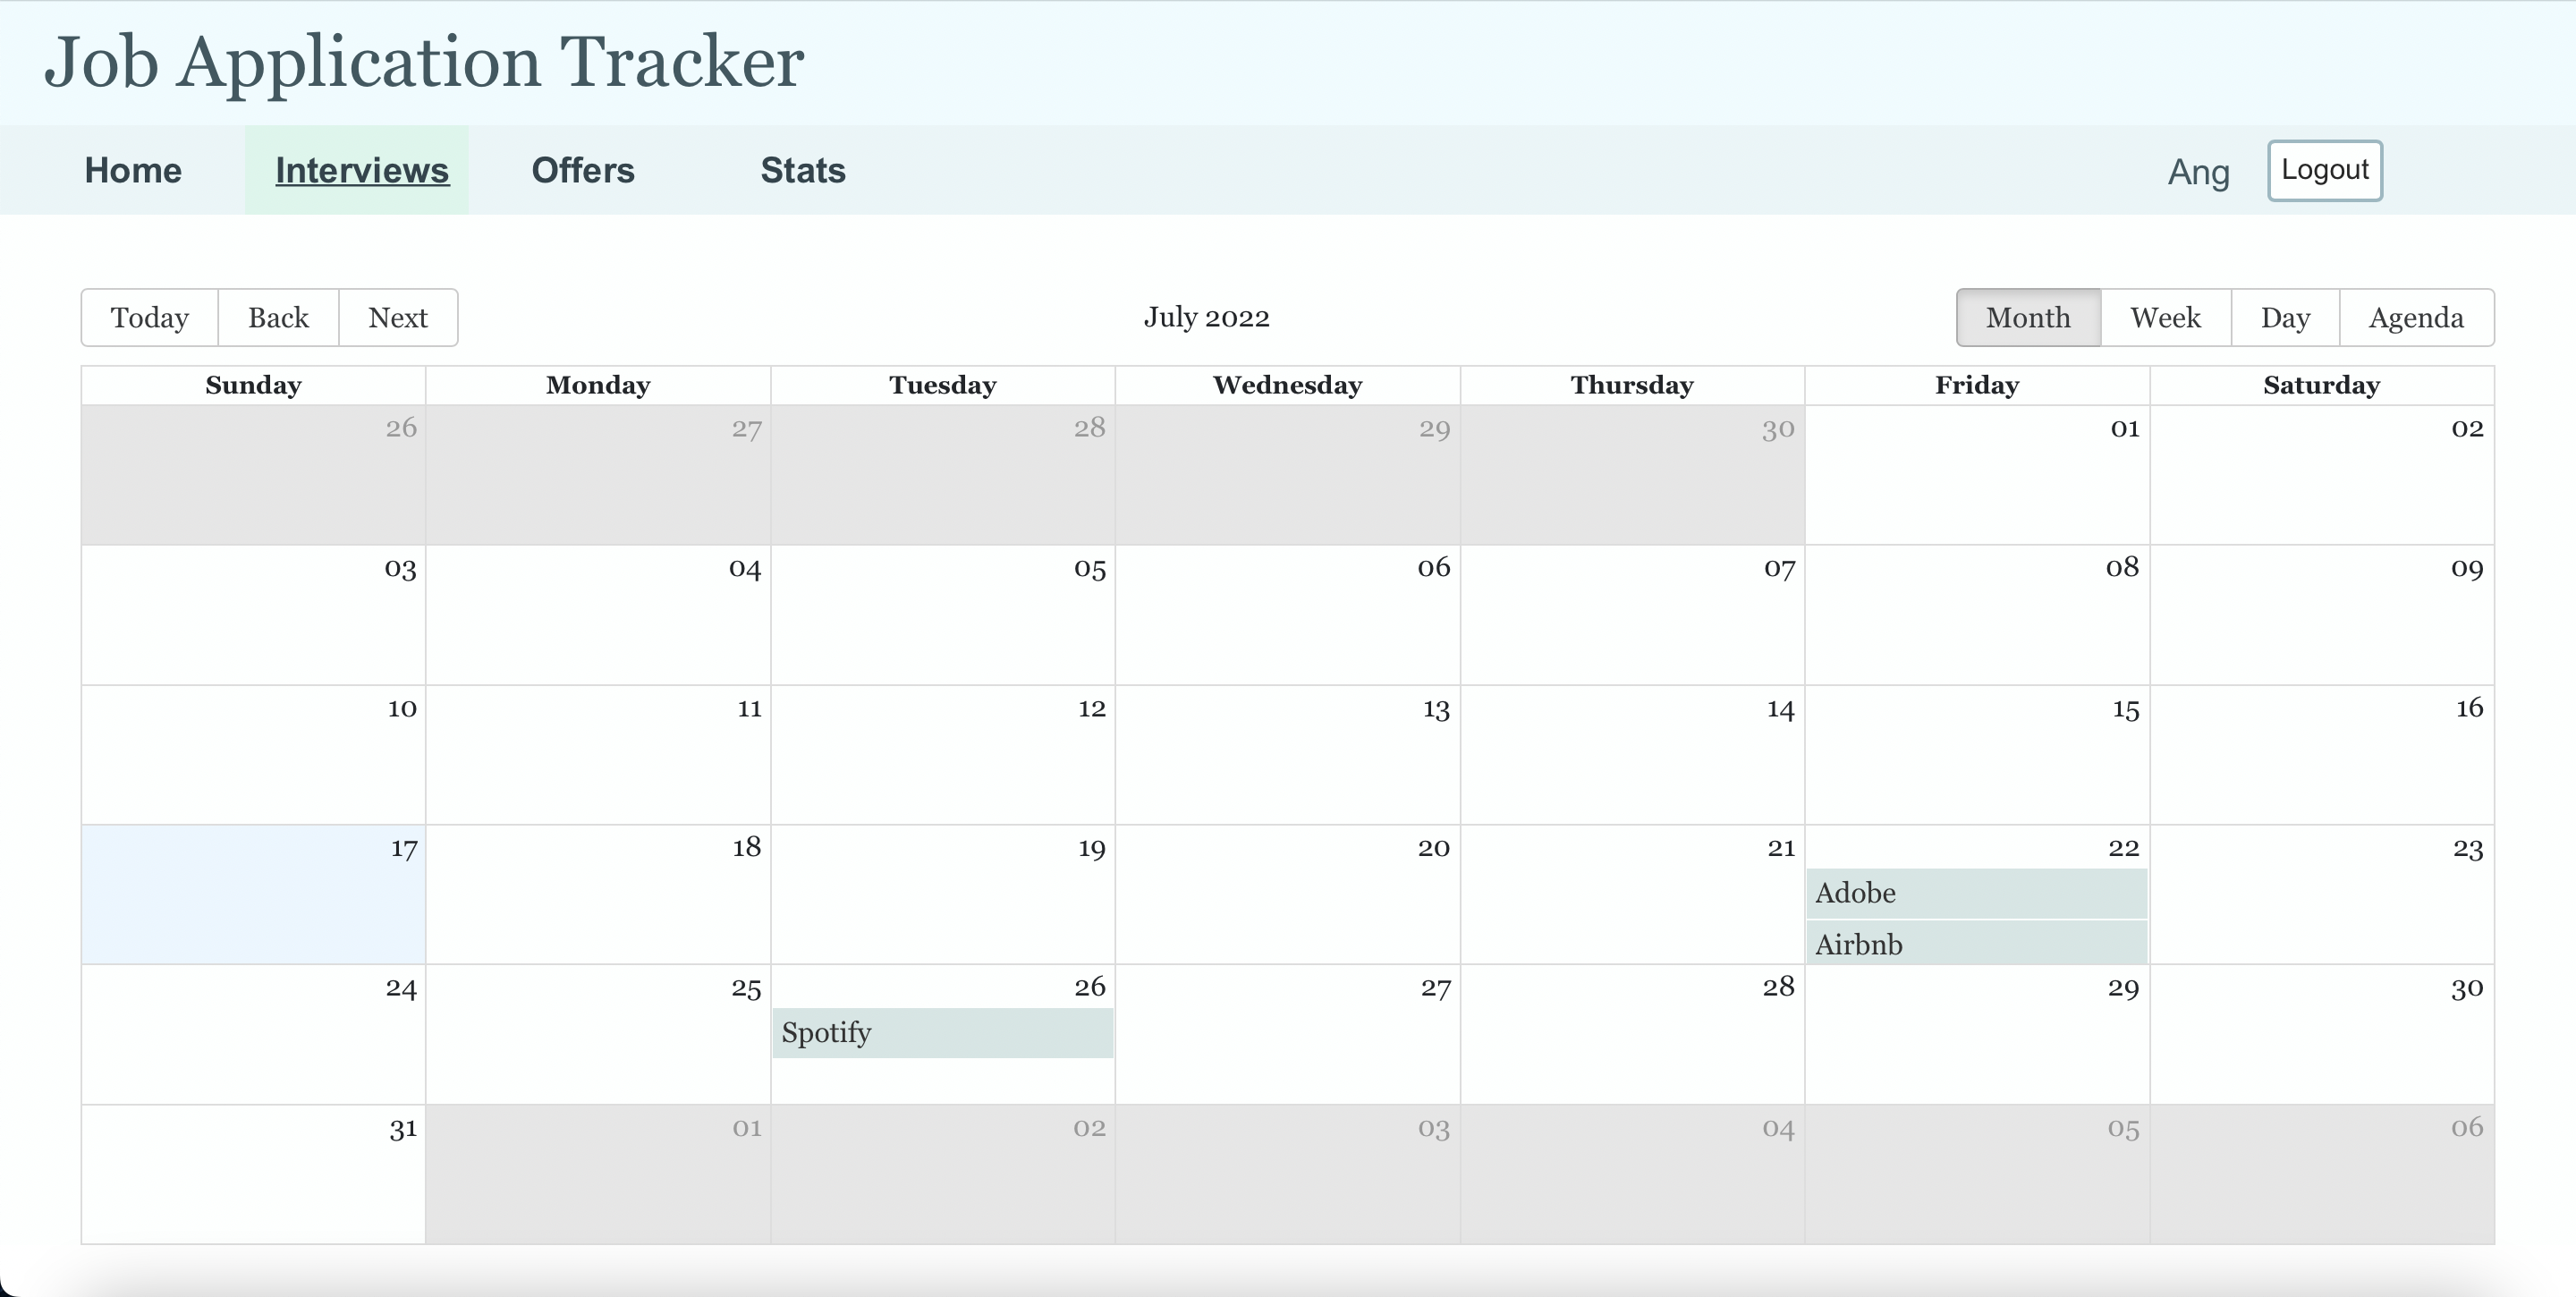 Job Application Tracker
Home Interviews Offers Stats Ang Logout
Today Back Next July 2022 Month Week Day Agenda
Sunday Monday Tuesday Wednesday Thursday Friday Saturday
26 27 28 29 30 01 02
03 04 05 06 07 08 09
10 11 12 13 14 15 16
17 18 19 20 21 22 23
Adobe
Airbnb
24 25 26 27 28 29 30
Spotify
31 01 02 03 04 05 06